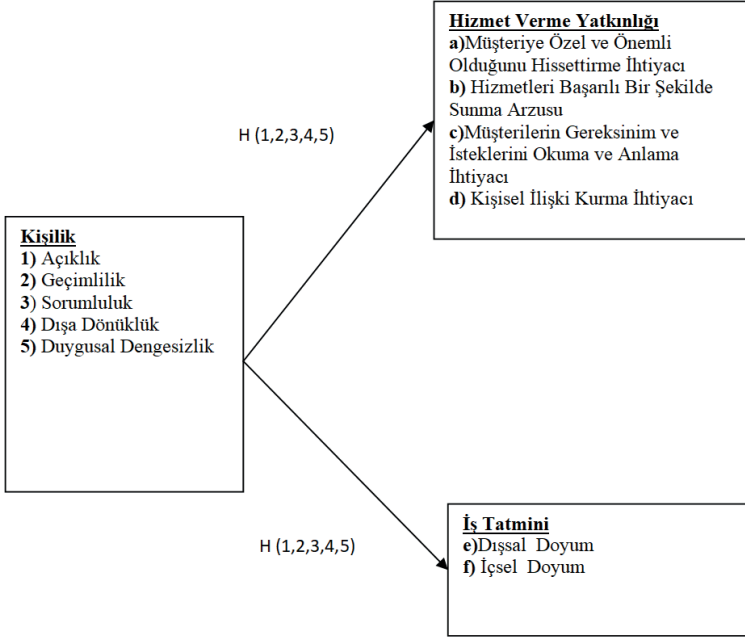 Hizmet Verme Yatkınlığı
a)Müşteriye Özel ve Önemli
Olduğunu Hissettirme İhtiyacı
b) Hizmetleri Başarılı Bir Şekilde
Sunma Arzusu
c)Müşterilerin Gereksinim ve
İsteklerini Okuma ve Anlama
İhtiyacı
d) Kişisel İlişki Kurma İhtiyacı
H (1,2,3,4,5)
Kişilik
1) Açıklık
2) Geçimlilik
3) Sorumluluk
4) Dışa Dönüklük
5) Duygusal Dengesizlik
H (1,2,3,4,5)
İş Tatmini
e)Dışsal Doyum
f) İçsel Doyum